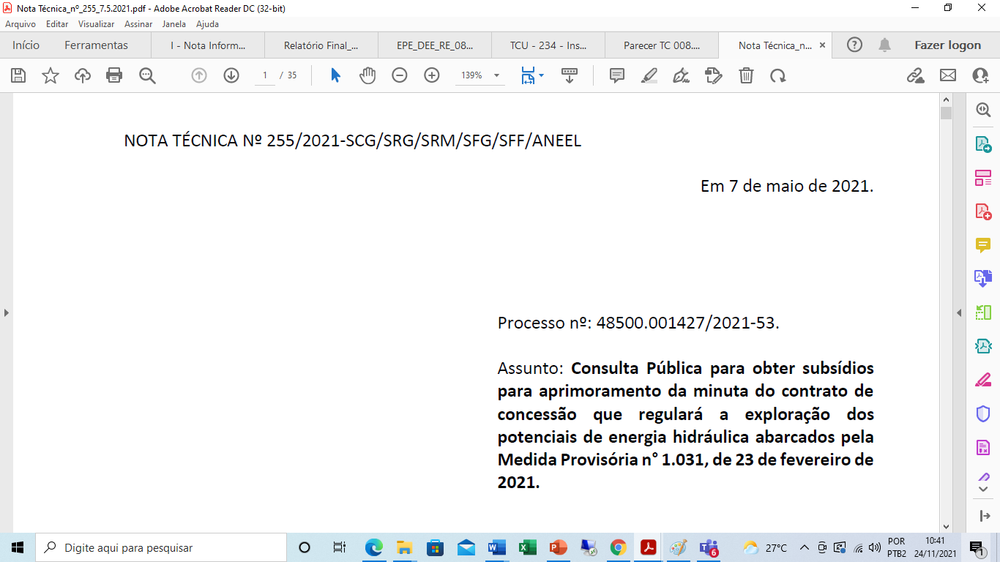 Nota Técnica_nº_255_7.5.2021.pdf - Adobe Acrobat Reader DC (32-bit)
Arquivo Editar Visualizar Assinar Janela Ajuda
Início Ferramentas I - Nota Inform... Relatório Final_... EPE_DEE_RE_08... TCU - 234 - Ins... Parecer TC 008.... Nota Técnica_n... × Fazer logon
1 / 35 139%
NOTA TÉCNICA Nº 255/2021-SCG/SRG/SRM/SFG/SFF/ANEEL
Em 7 de maio de 2021.
Processo nº: 48500.001427/2021-53.
Assunto: Consulta Pública para obter subsídios
para aprimoramento da minuta do contrato de
concessão que regulará a exploração dos
potenciais de energia hidráulica abarcados pela
Medida Provisória n° 1.031, de 23 de fevereiro de
2021.
Digite aqui para pesquisar
6
27°C
POR
PTB2
10:41
24/11/2021
1